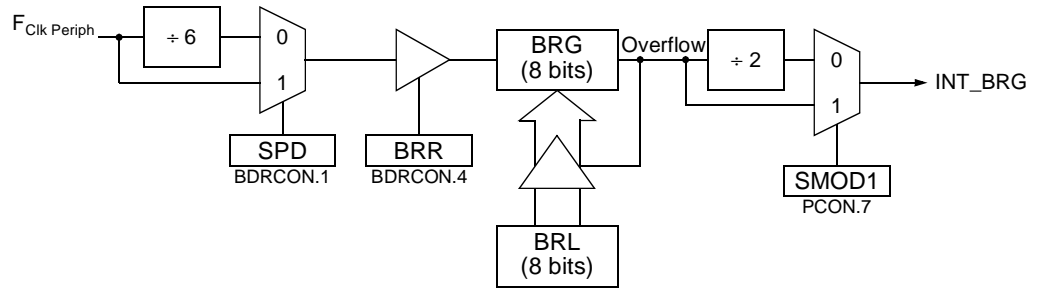 F Clk Periph
÷ 6
0
1
SPD
BDRCON.1
BRR
BDRCON.4
BRG
(8 bits)
Overflow
÷ 2
0
1
INT_BRG
SMOD1
PCON.7
BRL
(8 bits)